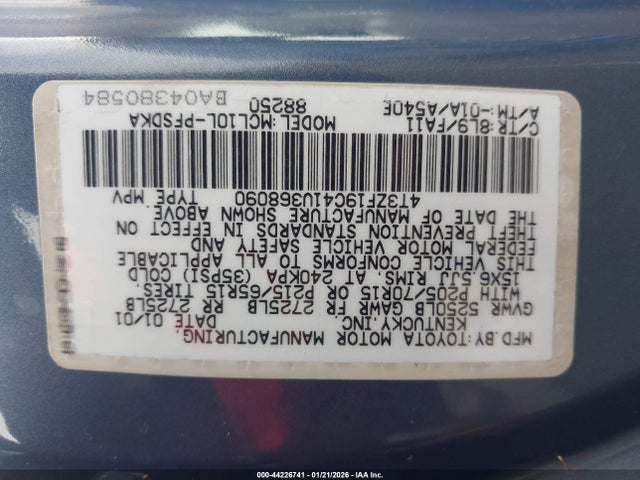 MFD.BY:TOYOTA MOTOR MANUFACTURING
KENTUCKY,INC. DATE 01/01
GVWR 5250LB GAWR FR 2725LB RR 2725LB
WITH P205/70R15 OR P215/65R15 TIRES,
15X6.5JJ RIMS AT 240KPA (35PSI) COLD
THIS VEHICLE CONFORMS TO ALL APPLICABLE
FEDERAL MOTOR VEHICLE SAFETY AND
THEFT PREVENTION STANDARDS IN EFFECT ON
THE DATE OF MANUFACTURE SHOWN ABOVE
4T3ZF19C41U368090 TYPE MPV
C/TR:8L9/FA11 MODEL:MCL10L-PFSDKA
A/TM:-01A/A540E 88250
BA04380584
000-44226741 | 01/21/2026 - © IAA Inc.